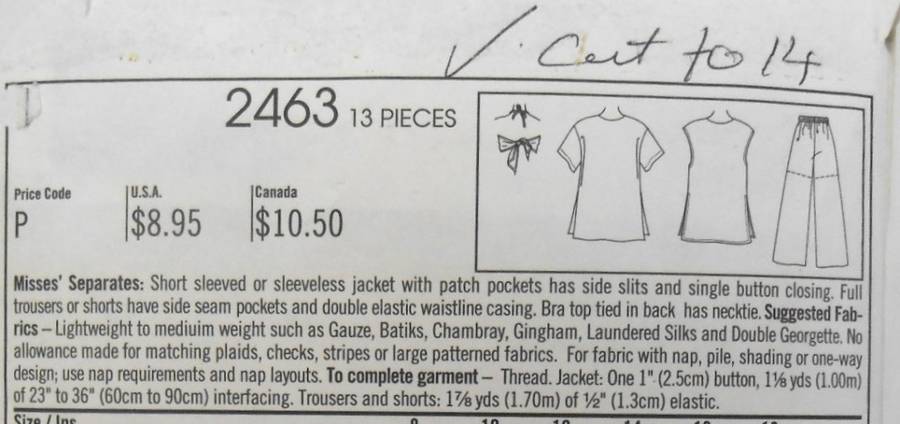 ✓. Cut to 14
2463 13 PIECES
Price Code
P
U.S.A.
$8.95
Canada
$10.50
Misses' Separates: Short sleeved or sleeveless jacket with patch pockets has side slits and single button closing. Full
trousers or shorts have side seam pockets and double elastic waistline casing. Bra top tied in back has necktie. Suggested Fab-
rics – Lightweight to mediuim weight such as Gauze, Batiks, Chambray, Gingham, Laundered Silks and Double Georgette. No
allowance made for matching plaids, checks, stripes or large patterned fabrics. For fabric with nap, pile, shading or one-way
design; use nap requirements and nap layouts. To complete garment – Thread. Jacket: One 1" (2.5cm) button, 1⅛ yds (1.00m)
of 23" to 36" (60cm to 90cm) interfacing. Trousers and shorts: 1⅞ yds (1.70m) of ½" (1.3cm) elastic.
Size / Ins